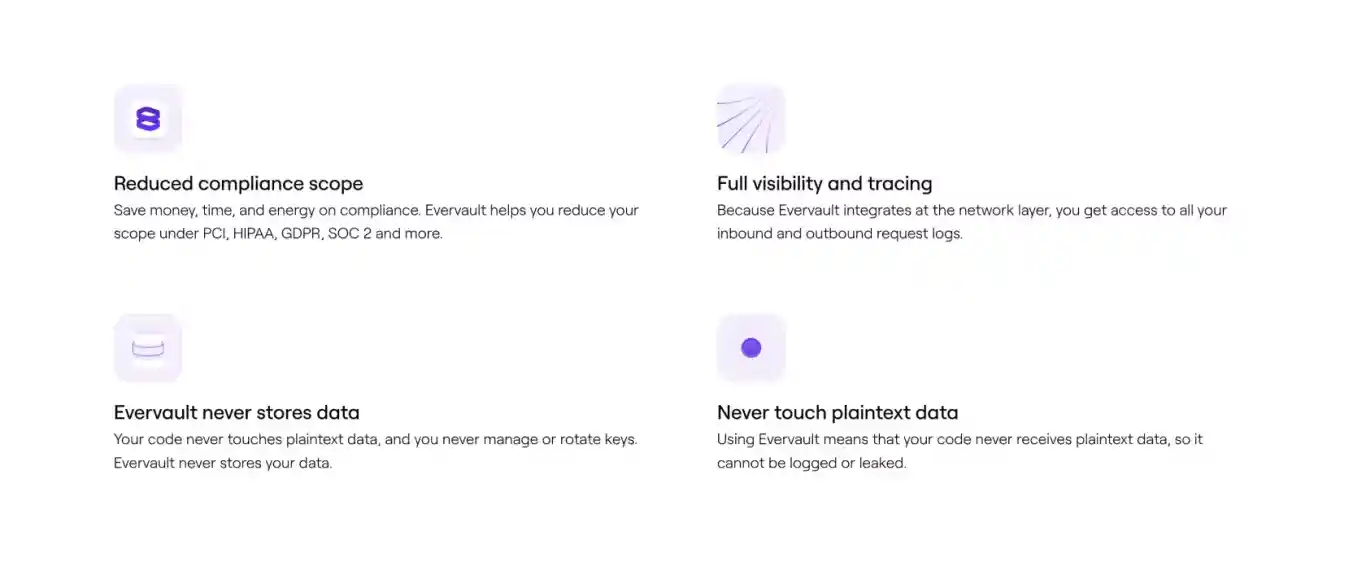 Reduced compliance scope
Save money, time, and energy on compliance. Evervault helps you reduce your
scope under PCI, HIPAA, GDPR, SOC 2 and more.
Full visibility and tracing
Because Evervault integrates at the network layer, you get access to all your
inbound and outbound request logs.
Evervault never stores data
Your code never touches plaintext data, and you never manage or rotate keys.
Evervault never stores your data.
Never touch plaintext data
Using Evervault means that your code never receives plaintext data, so it
cannot be logged or leaked.